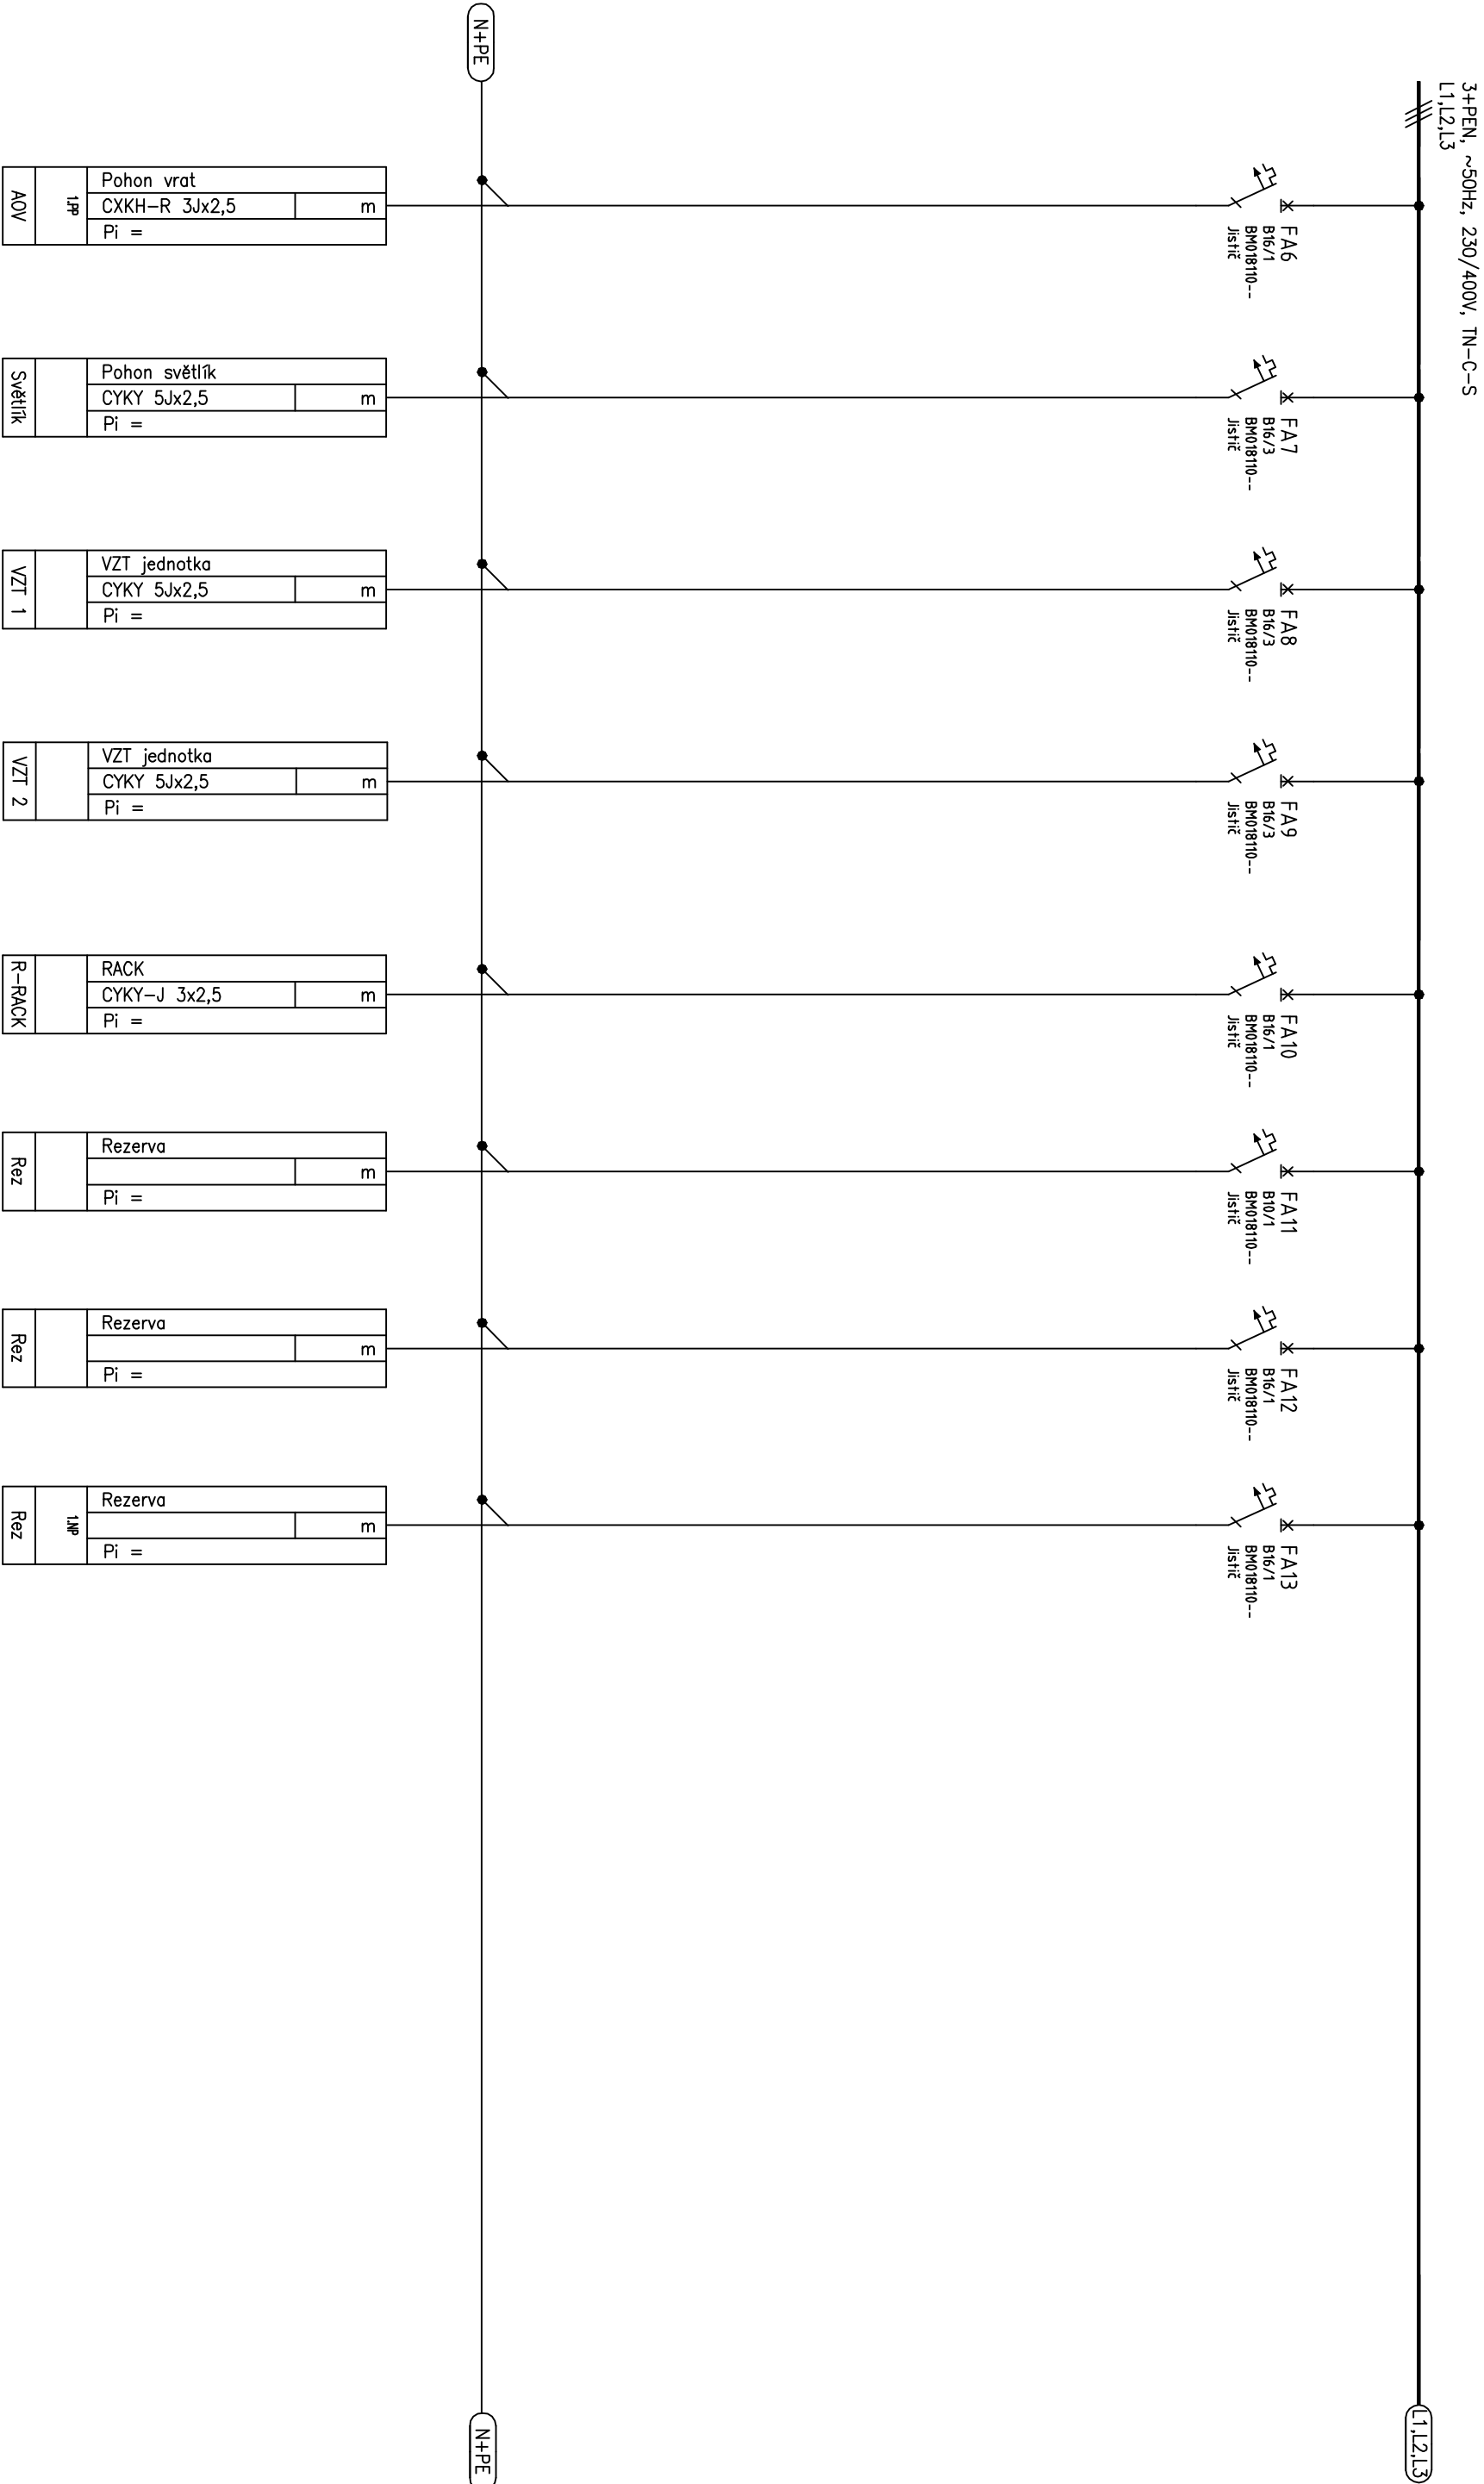 3+PEN, ~50Hz, 230/400V, TN-C-S
L1,L2,L3
N+PE
FA6
B16/1
BM018110--
Jistič
Pohon vrat
CXKH-R 3Jx2,5 m
Pi =
1.PP
AOV
FA7
B16/3
BM018110--
Jistič
Pohon světlík
CYKY 5Jx2,5 m
Pi =
Světlík
FA8
B16/3
BM018110--
Jistič
VZT jednotka
CYKY 5Jx2,5 m
Pi =
VZT 1
FA9
B16/3
BM018110--
Jistič
VZT jednotka
CYKY 5Jx2,5 m
Pi =
VZT 2
FA10
B16/1
BM018110--
Jistič
RACK
CYKY-J 3x2,5 m
Pi =
R-RACK
FA11
B10/1
BM018110--
Jistič
Rezerva
m
Pi =
Rez
FA12
B16/1
BM018110--
Jistič
Rezerva
m
Pi =
Rez
FA13
B16/1
BM018110--
Jistič
Rezerva
m
Pi =
1.NP
Rez
L1,L2,L3
N+PE